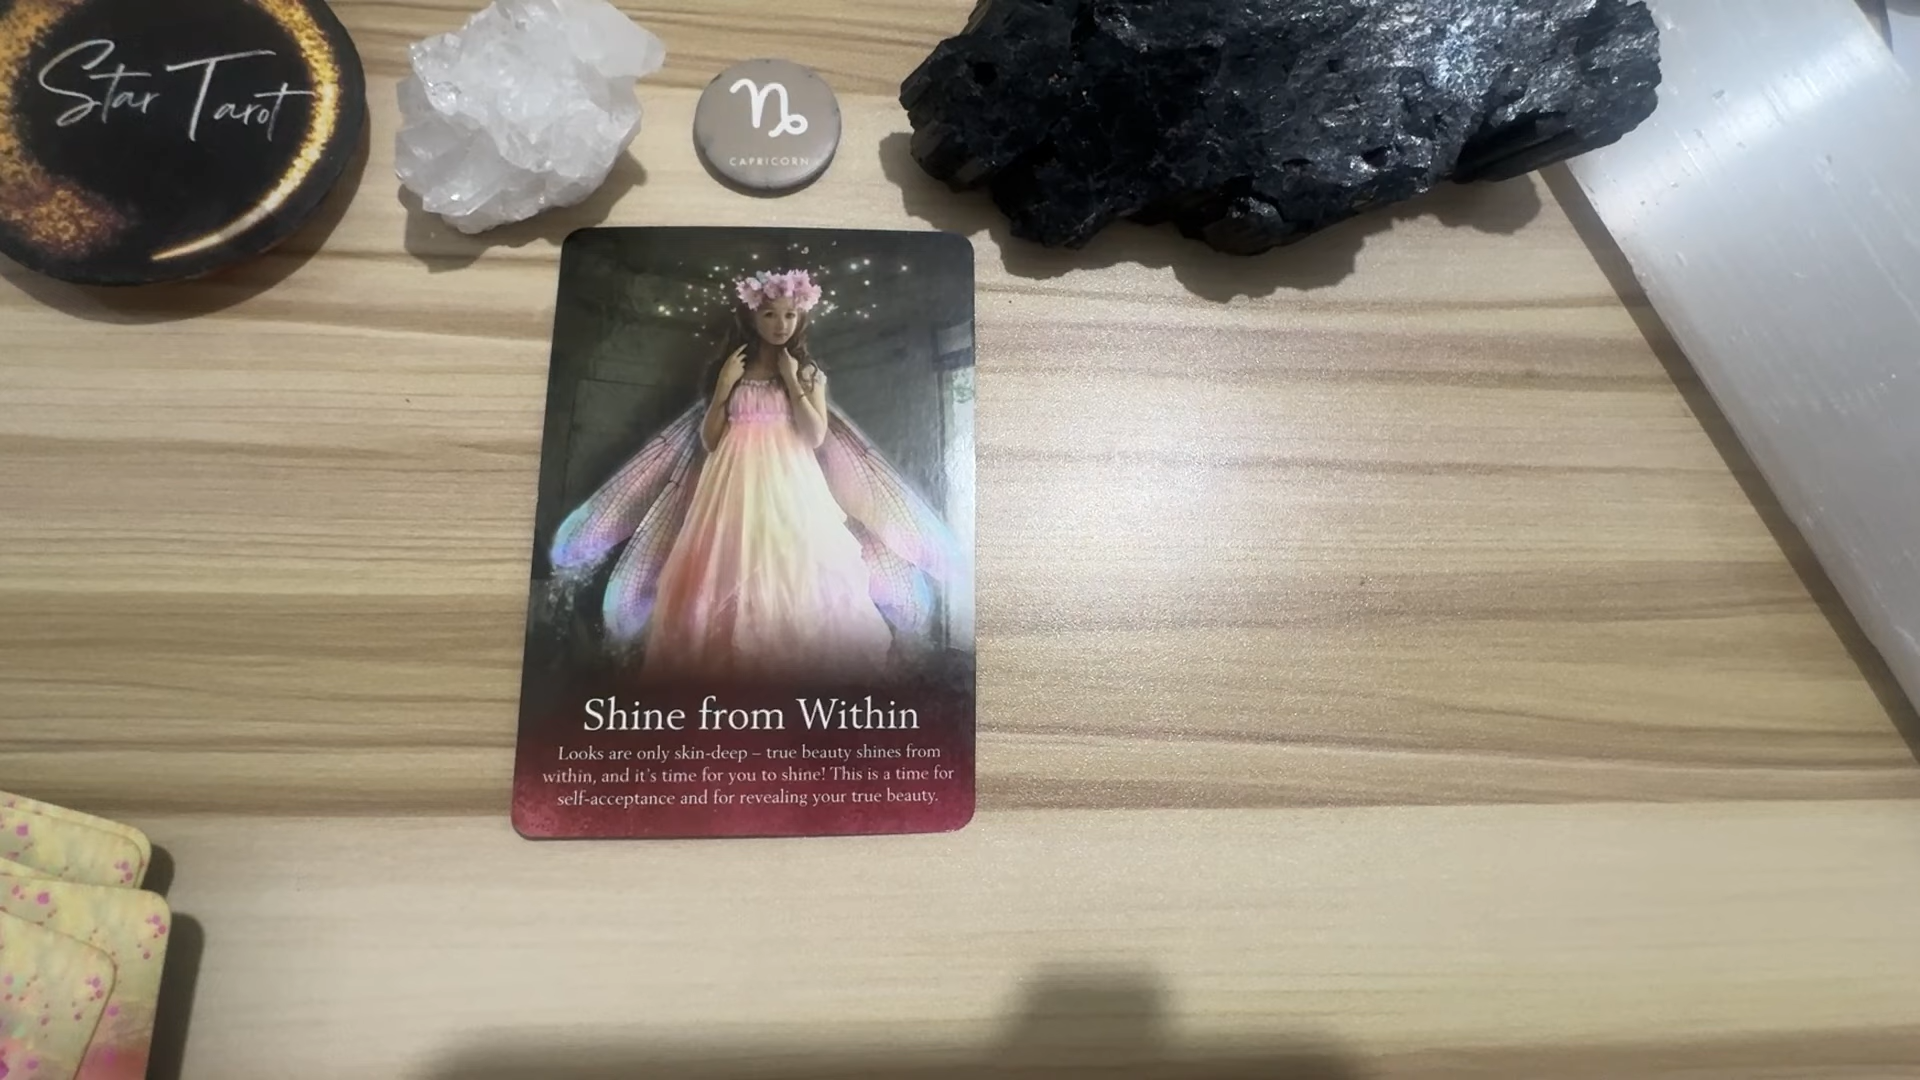 Star Tarot
CAPRICORN
Shine from Within
Looks are only skin-deep – true beauty shines from
within, and it's time for you to shine! This is a time for
self-acceptance and for revealing your true beauty.